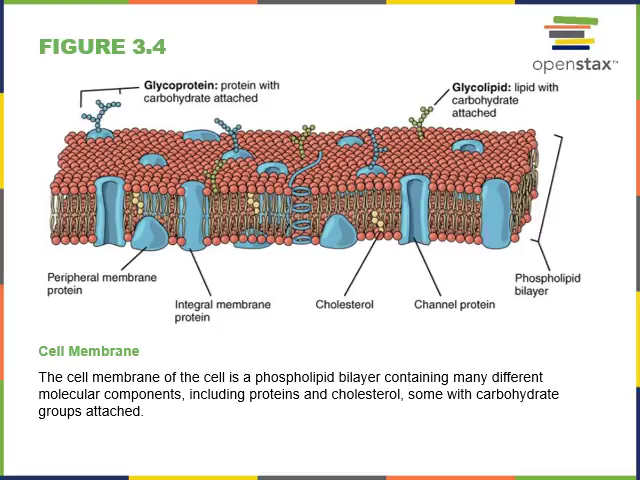 FIGURE 3.4
openstax™
Glycoprotein: protein with
carbohydrate attached
Glycolipid: lipid with
carbohydrate
attached
Peripheral membrane
protein
Integral membrane
protein
Cholesterol
Channel protein
Phospholipid
bilayer
Cell Membrane
The cell membrane of the cell is a phospholipid bilayer containing many different
molecular components, including proteins and cholesterol, some with carbohydrate
groups attached.